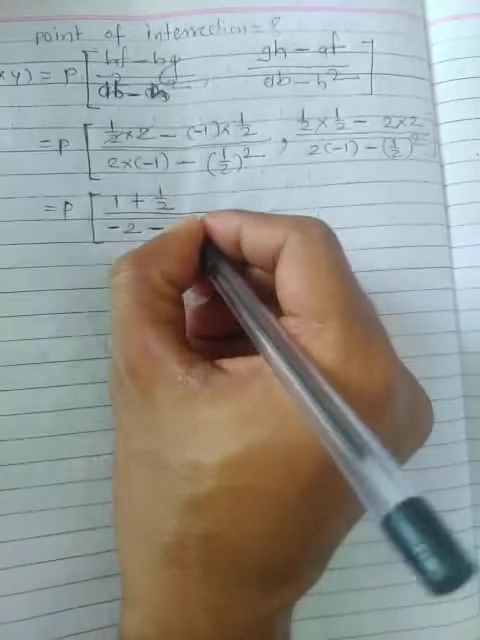 point of intersection = ?
xy) = P [ hf - bg / ab - h² , gh - af / ab - h² ]
= P [ ½ × 2 - (-1) × ½ / 2 × (-1) - (½)² , ½ × ½ - 2 × 2 / 2(-1) - (½)² ]
= P [ 1 + ½ / -2 -